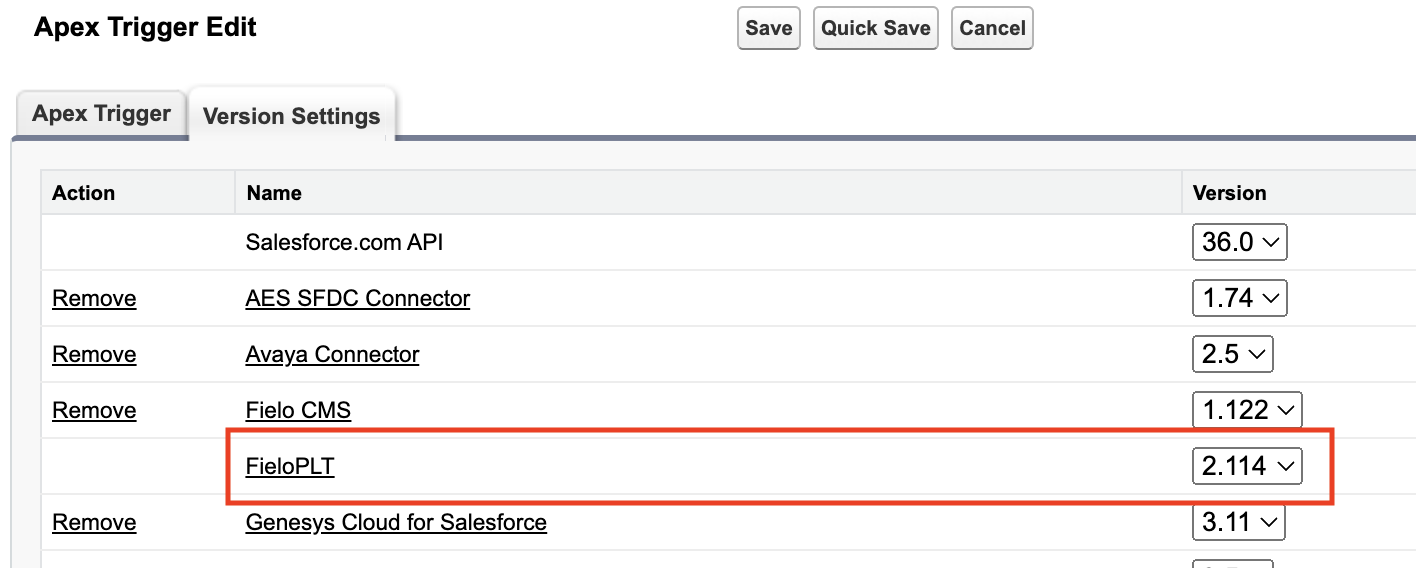 Apex Trigger Edit Save Quick Save Cancel
Apex Trigger Version Settings
Action Name Version
Salesforce.com API 36.0
Remove AES SFDC Connector 1.74
Remove Avaya Connector 2.5
Remove Fielo CMS 1.122
FieloPLT 2.114
Remove Genesys Cloud for Salesforce 3.11